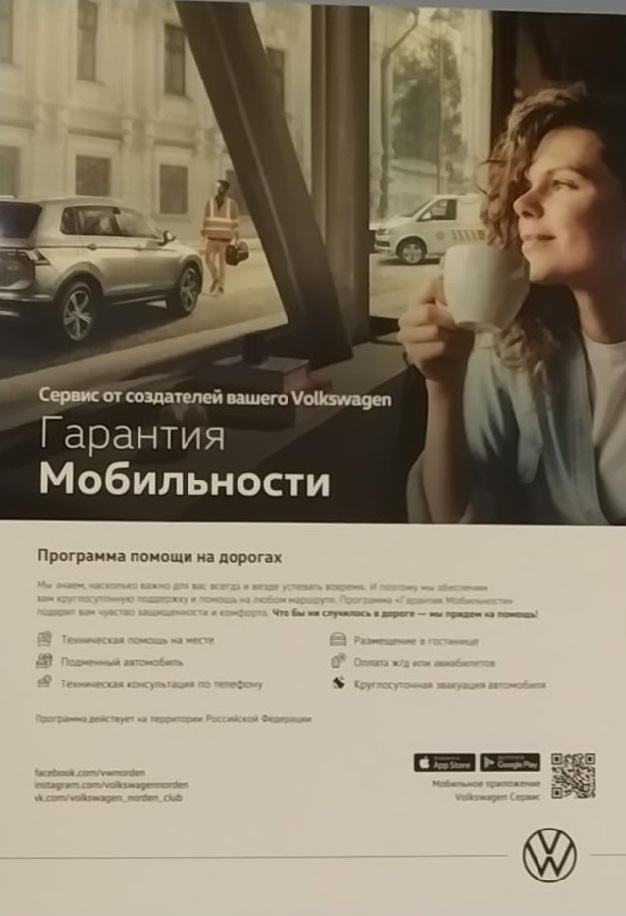 Сервис от создателей вашего Volkswagen
Гарантия
Мобильности
Программа помощи на дорогах
Мы знаем, насколько важно для вас всегда и везде успевать вовремя. И поэтому мы обеспечим
вам круглосуточную поддержку и помощь на любом маршруте. Программа «Гарантия Мобильности»
подарит вам чувство защищенности и комфорта. Что бы ни случилось в дороге — мы придем на помощь!
Техническая помощь на месте
Размещение в гостинице
Подменный автомобиль
Оплата ж/д или авиабилетов
Техническая консультация по телефону
Круглосуточная эвакуация автомобиля
Программа действует на территории Российской Федерации
App Store
Google Play
facebook.com/vwnorden
instagram.com/volkswagennorden
vk.com/volkswagen_norden_club
Мобильное приложение
Volkswagen Сервис